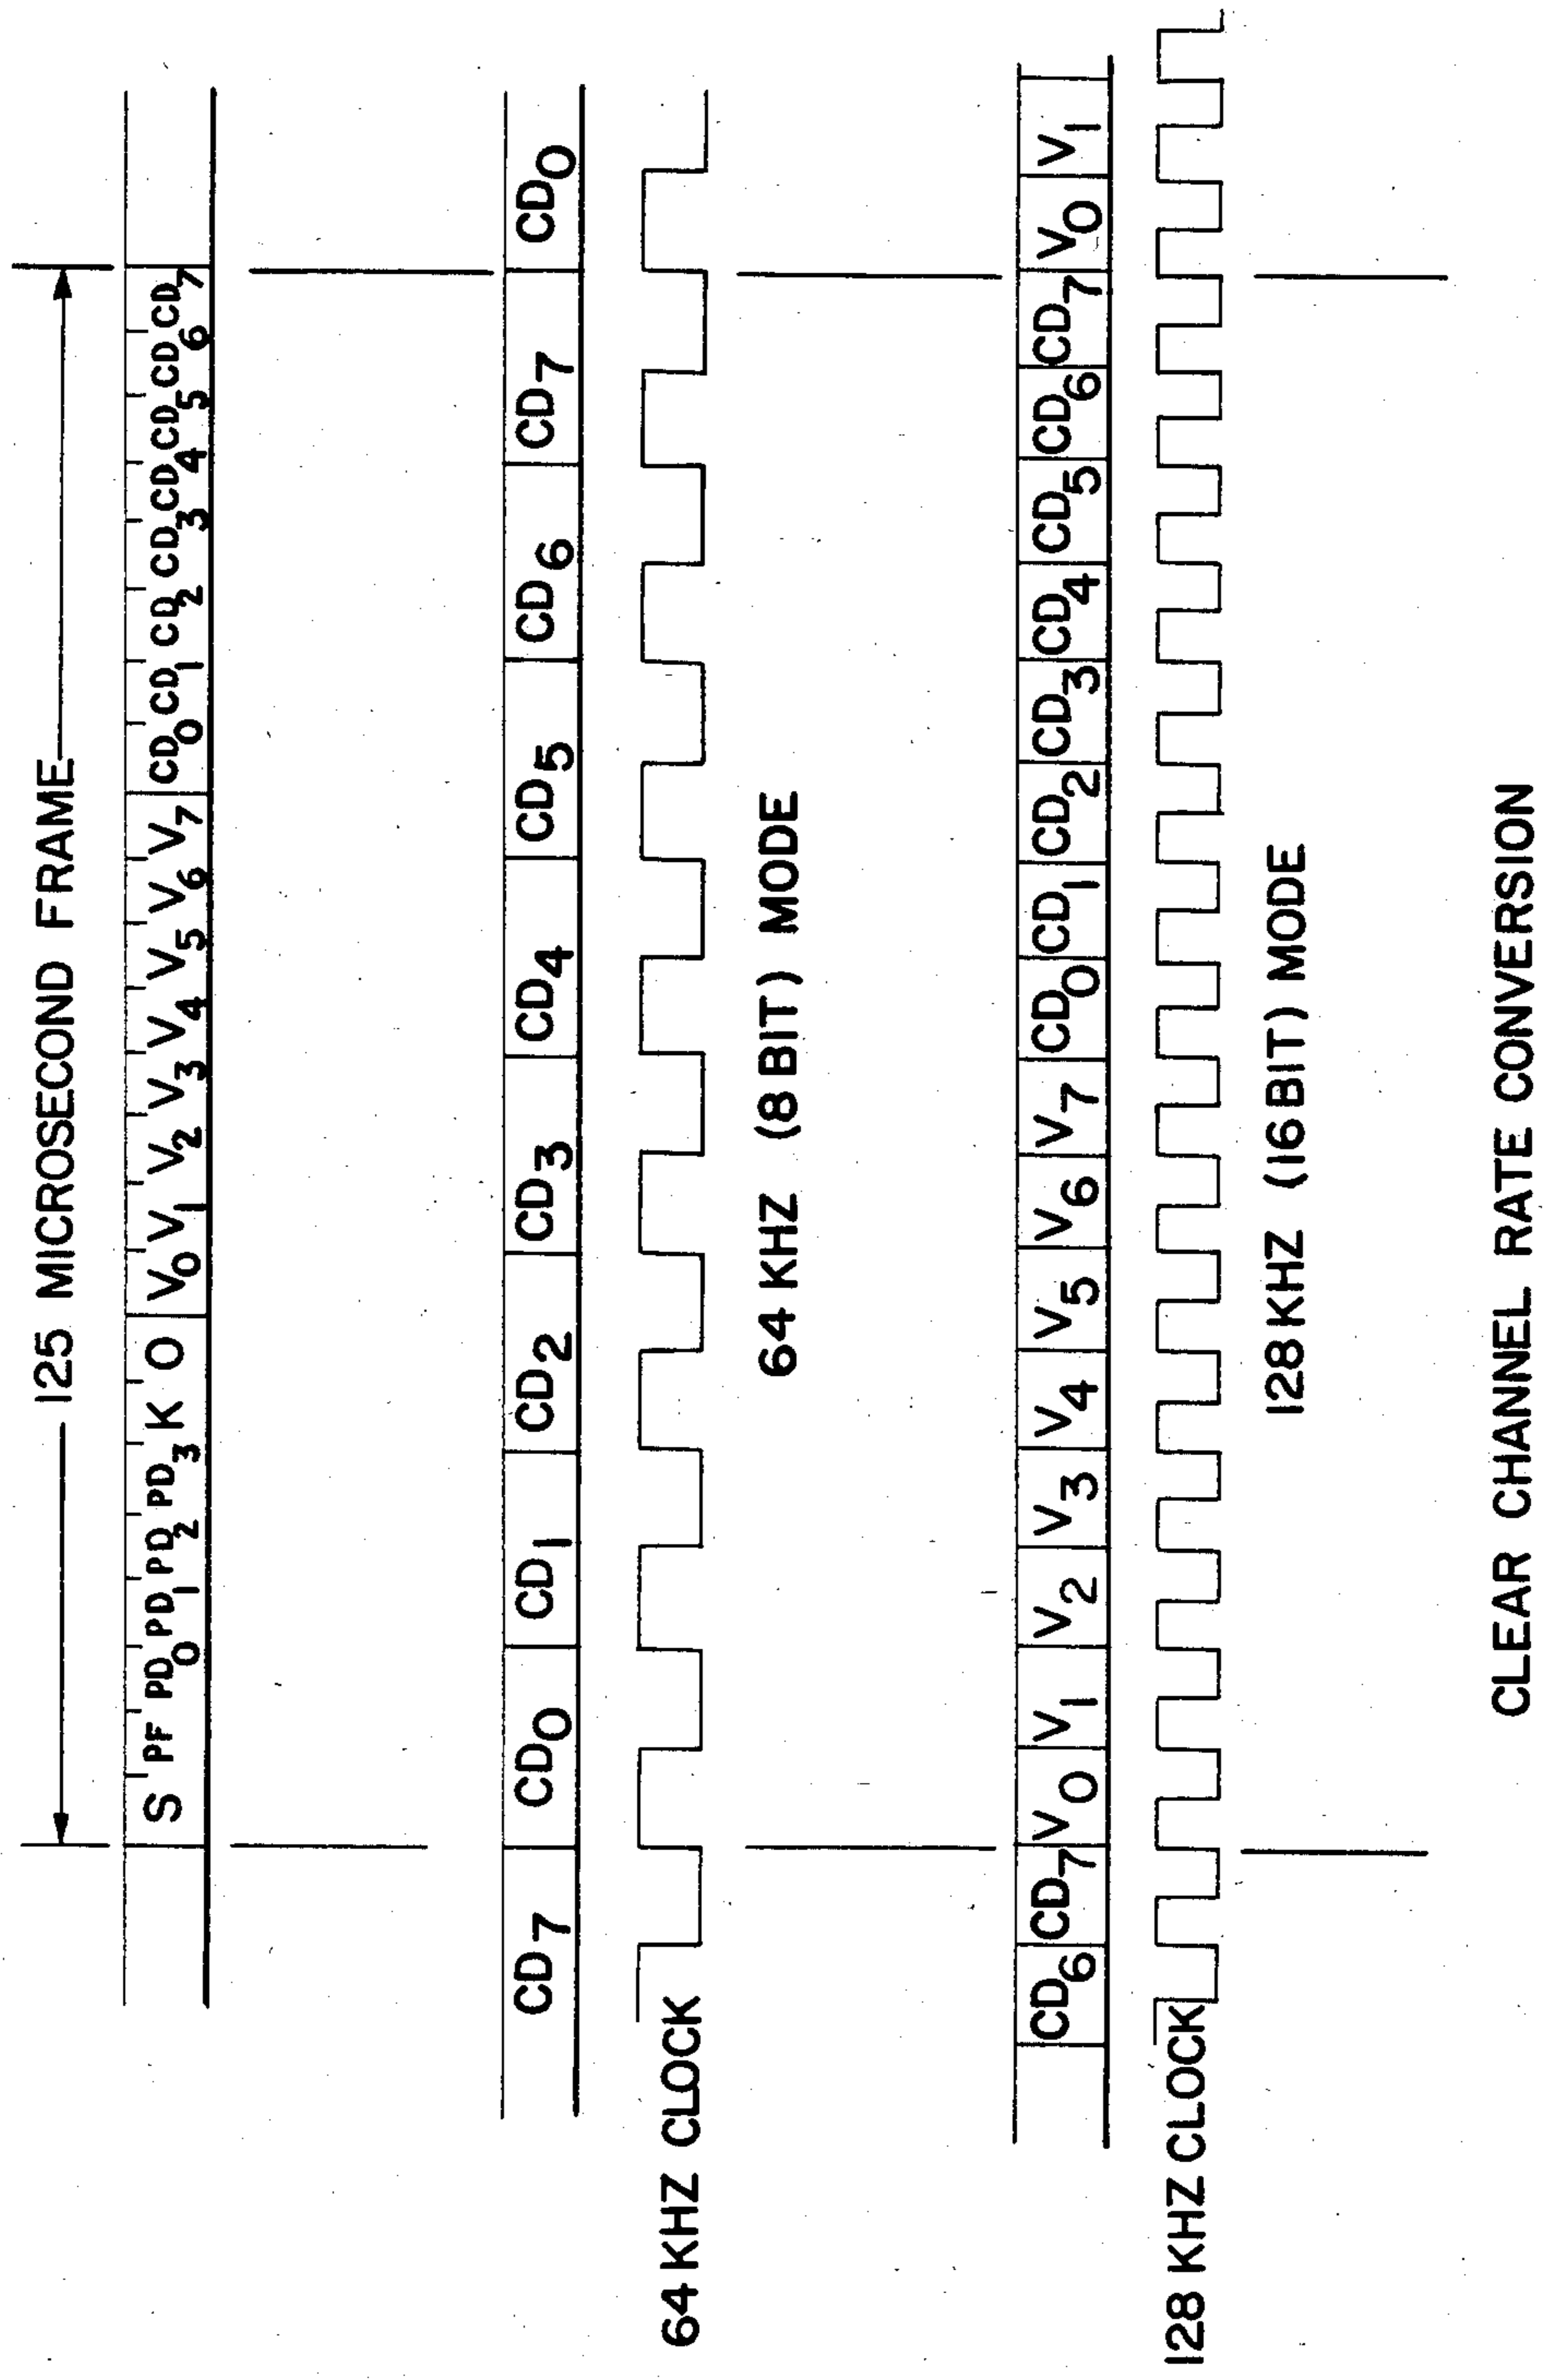 125 MICROSECOND FRAME
S PF PD0 PD1 PD2 PD3 K O V0 V1 V2 V3 V4 V5 V6 V7 CD0 CD1 CD2 CD3 CD4 CD5 CD6 CD7
CD7 CD0 CD1 CD2 CD3 CD4 CD5 CD6 CD7 CD0
64 KHZ CLOCK
64 KHZ (8 BIT) MODE
CD6 CD7 V0 V1 V2 V3 V4 V5 V6 V7 CD0 CD1 CD2 CD3 CD4 CD5 CD6 CD7 V0 V1
128 KHZ CLOCK
128 KHZ (16 BIT) MODE
CLEAR CHANNEL RATE CONVERSION